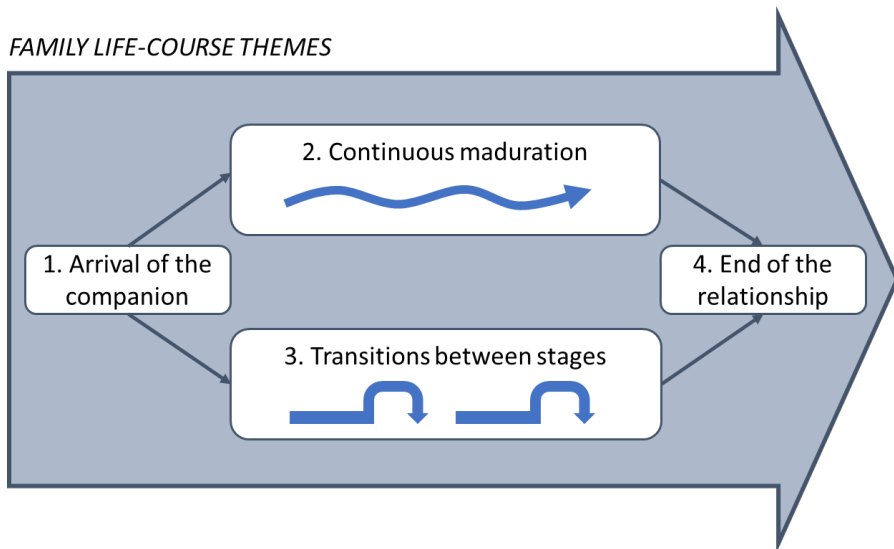 FAMILY LIFE-COURSE THEMES
2. Continuous maduration
1. Arrival of the
companion
4. End of the
relationship
3. Transitions between stages